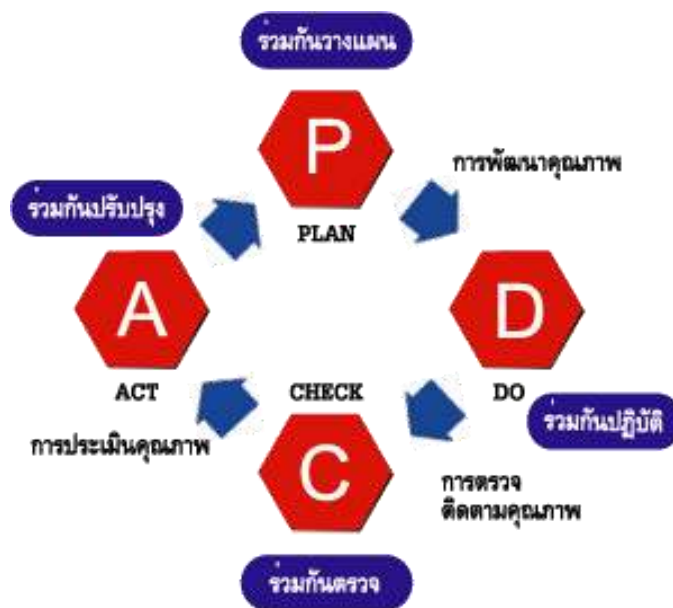 ร่วมกันวางแผน
P
PLAN
การพัฒนาคุณภาพ
ร่วมกันปรับปรุง
A
ACT
D
DO
ร่วมกันปฏิบัติ
CHECK
C
การประเมินคุณภาพ
การตรวจ
ติดตามคุณภาพ
ร่วมกันตรวจ